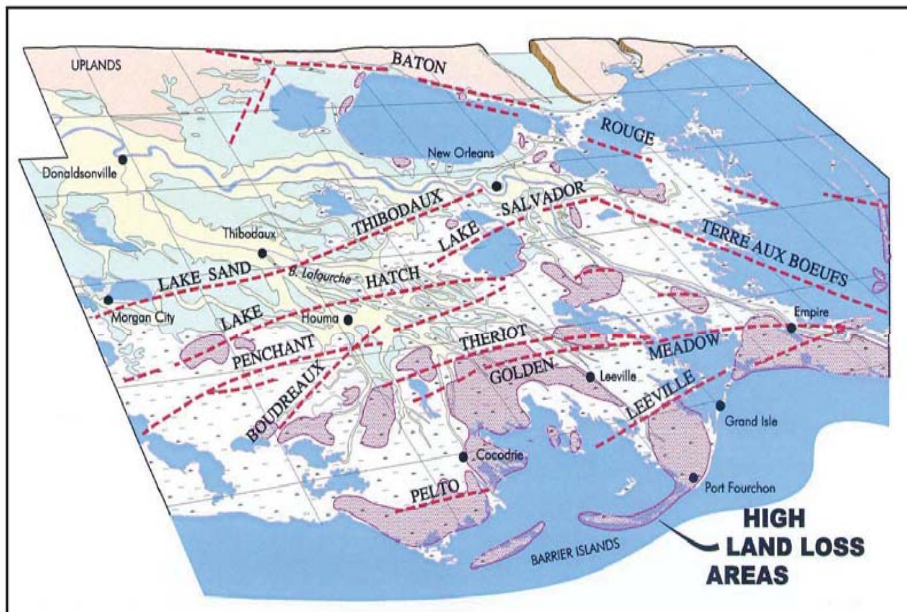 UPLANDS
BATON
ROUGE
New Orleans
Donaldsonville
THIBODAUX
SALVADOR
LAKE
Thibodaux
TERRE AUX BOEUFS
LAKE SAND
B. Lafourche
HATCH
Morgan City
LAKE
Houma
Empire
PENCHANT
THERIOT
MEADOW
GOLDEN
Leeville
BOUDREAUX
LEEVILLE
Grand Isle
Cocodrie
PELTO
Port Fourchon
BARRIER ISLANDS
HIGH
LAND LOSS
AREAS